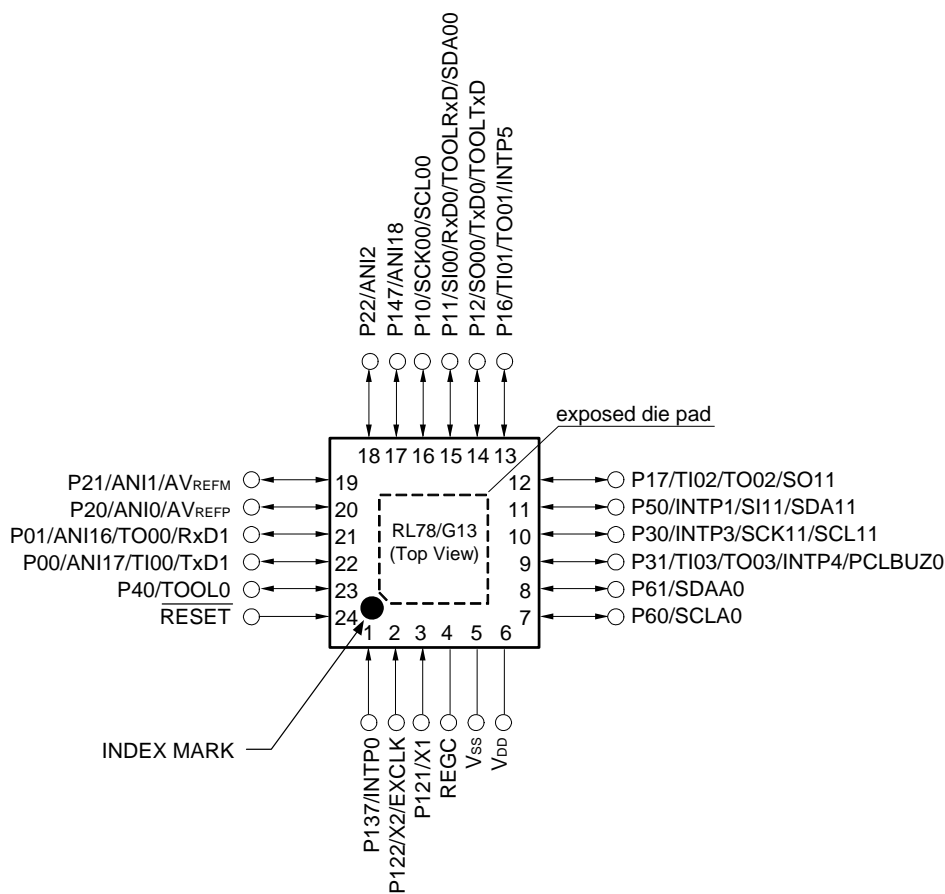 P22/ANI2
P147/ANI18
P10/SCK00/SCL00
P11/SI00/RxD0/TOOLRxD/SDA00
P12/SO00/TxD0/TOOLTxD
P16/TI01/TO01/INTP5
exposed die pad
18 17 16 15 14 13
P21/ANI1/AVREFM 19
P20/ANI0/AVREFP 20
P01/ANI16/TO00/RxD1 21
P00/ANI17/TI00/TxD1 22
P40/TOOL0 23
RESET 24
RL78/G13
(Top View)
12 P17/TI02/TO02/SO11
11 P50/INTP1/SI11/SDA11
10 P30/INTP3/SCK11/SCL11
9 P31/TI03/TO03/INTP4/PCLBUZ0
8 P61/SDAA0
7 P60/SCLA0
1 2 3 4 5 6
INDEX MARK
P137/INTP0
P122/X2/EXCLK
P121/X1
REGC
VSS
VDD